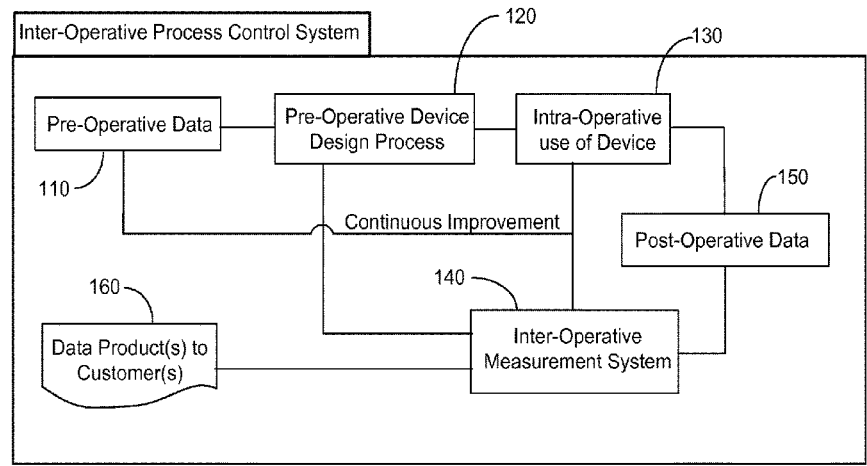 Inter-Operative Process Control System
120
130
Pre-Operative Data
Pre-Operative Device
Design Process
Intra-Operative
use of Device
110
150
Continuous Improvement
Post-Operative Data
160
140
Data Product(s) to
Customer(s)
Inter-Operative
Measurement System